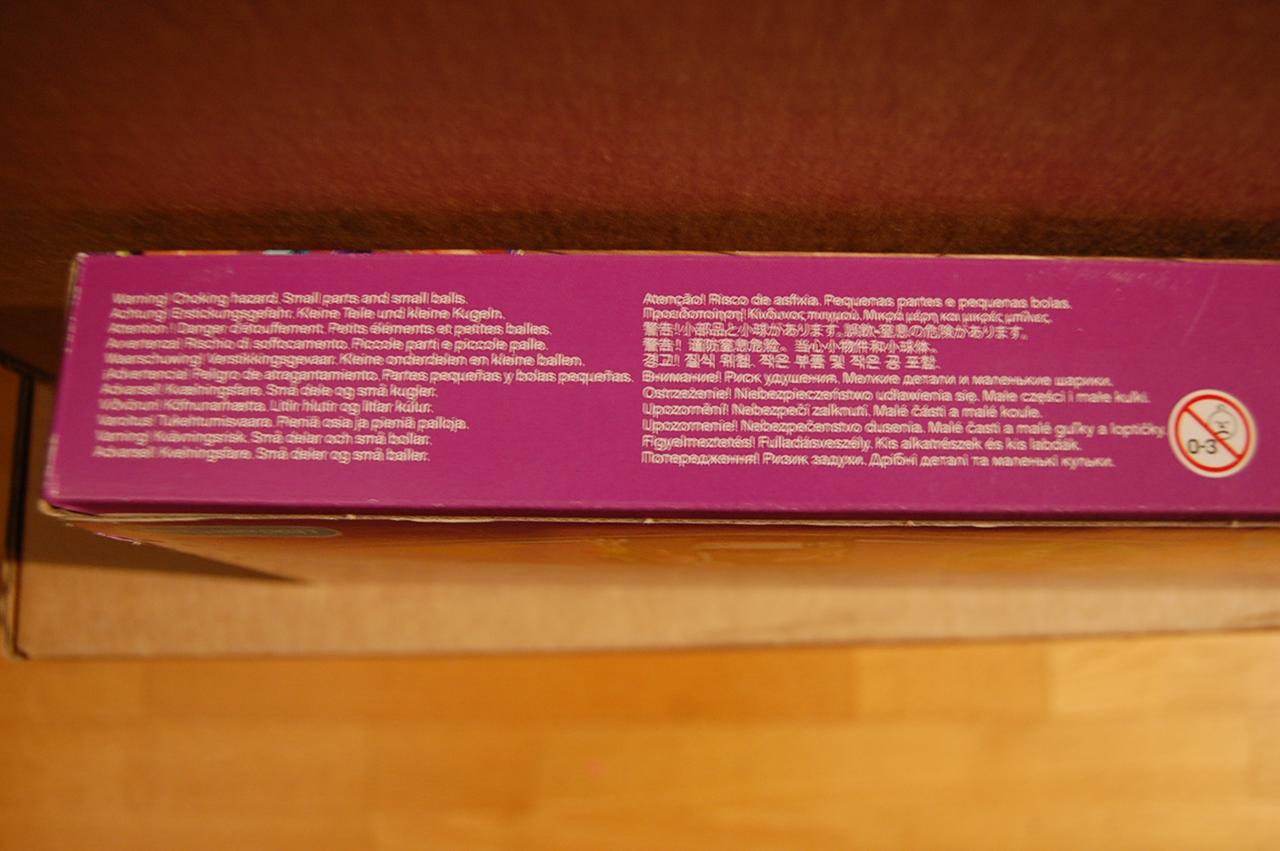 Warning! Choking hazard. Small parts and small balls.
Achtung! Erstickungsgefahr. Kleine Teile und kleine Kugeln.
Attention ! Danger d'étouffement. Petits éléments et petites balles.
Avvertenza! Rischio di soffocamento. Piccole parti e piccole palle.
Waarschuwing! Verstikkingsgevaar. Kleine onderdelen en kleine ballen.
¡Advertencia! Peligro de atragantamiento. Partes pequeñas y bolas pequeñas.
Advarsel! Kvælningsfare. Små dele og små kugler.
Viðvörun! Köfnunarhætta. Litlir hlutir og litlar kúlur.
Varoitus! Tukehtumisvaara. Pieniä osia ja pieniä palloja.
Varning! Kvävningsrisk. Små delar och små bollar.
Advarsel! Kvelningsfare. Små deler og små baller.
Atenção! Risco de asfixia. Pequenas partes e pequenas bolas.
Προειδοποίηση! Κίνδυνος πνιγμού. Μικρά μέρη και μικρές μπίλιες.
警告!小部品と小球があります。誤飲・窒息の危険があります。
警告！ 谨防窒息危险。 当心小物件和小球体。
경고! 질식 위험. 작은 부품 및 작은 공 포함.
Внимание! Риск удушения. Мелкие детали и маленькие шарики.
Ostrzeżenie! Niebezpieczeństwo udławienia się. Małe części i małe kulki.
Upozornění! Nebezpečí zalknutí. Malé části a malé koule.
Upozornenie! Nebezpečenstvo dusenia. Malé časti a malé guľky a loptičky.
Figyelmeztetés! Fulladásveszély. Kis alkatrészek és kis labdák.
Попередження! Ризик задухи. Дрібні деталі та маленькі кульки.
0-3